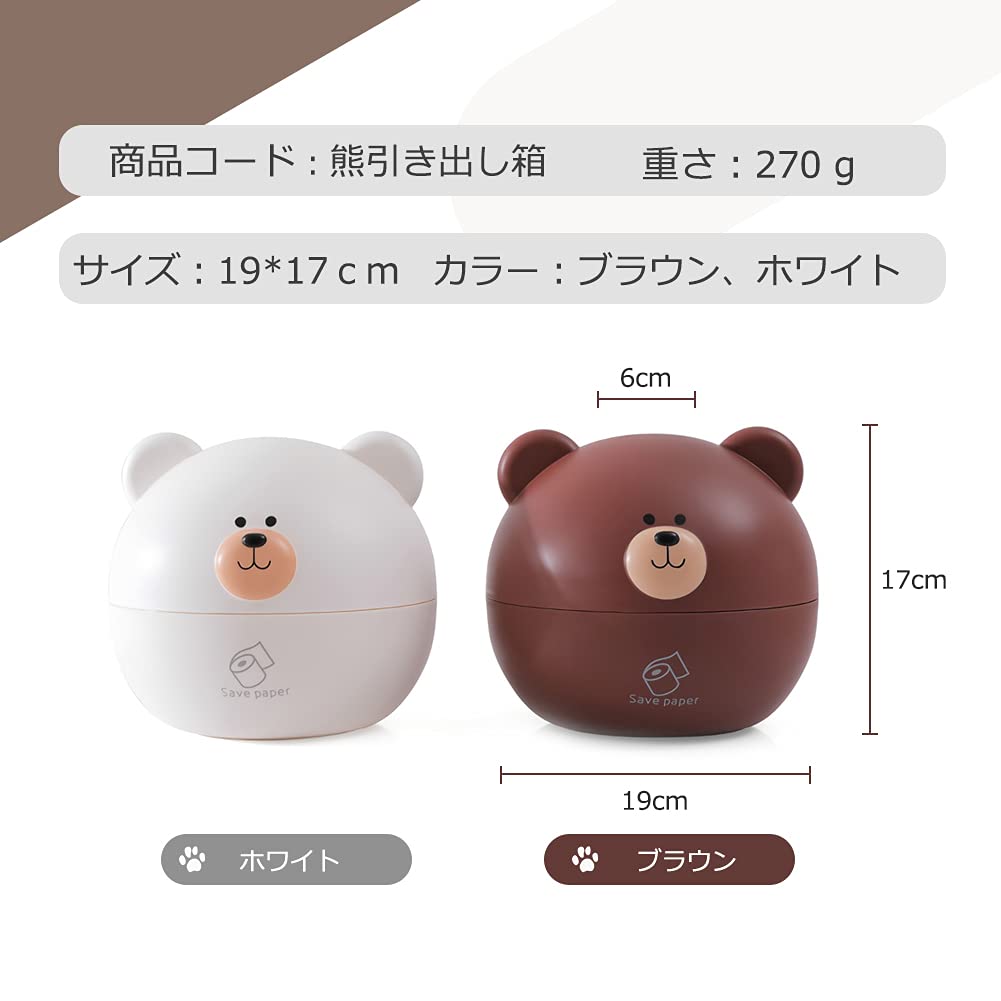 商品コード：熊引き出し箱 重さ：270 g
サイズ：19*17ｃｍ カラー：ブラウン、ホワイト
6cm
17cm
Save paper
Save paper
19cm
ホワイト
ブラウン